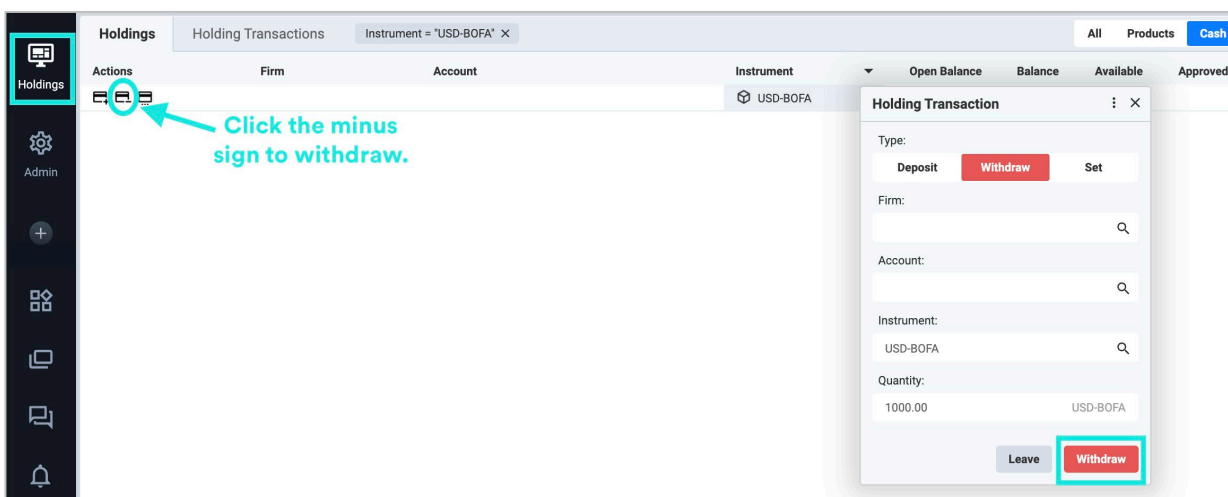 Holdings
Holding Transactions
Instrument = "USD-BOFA" ×
All
Products
Cash
Holdings
Actions
Firm
Account
Instrument
Open Balance
Balance
Available
Approved
USD-BOFA
Click the minus
sign to withdraw.
Admin
Holding Transaction
Type:
Deposit
Withdraw
Set
Firm:
Account:
Instrument:
USD-BOFA
Quantity:
1000.00
USD-BOFA
Leave
Withdraw